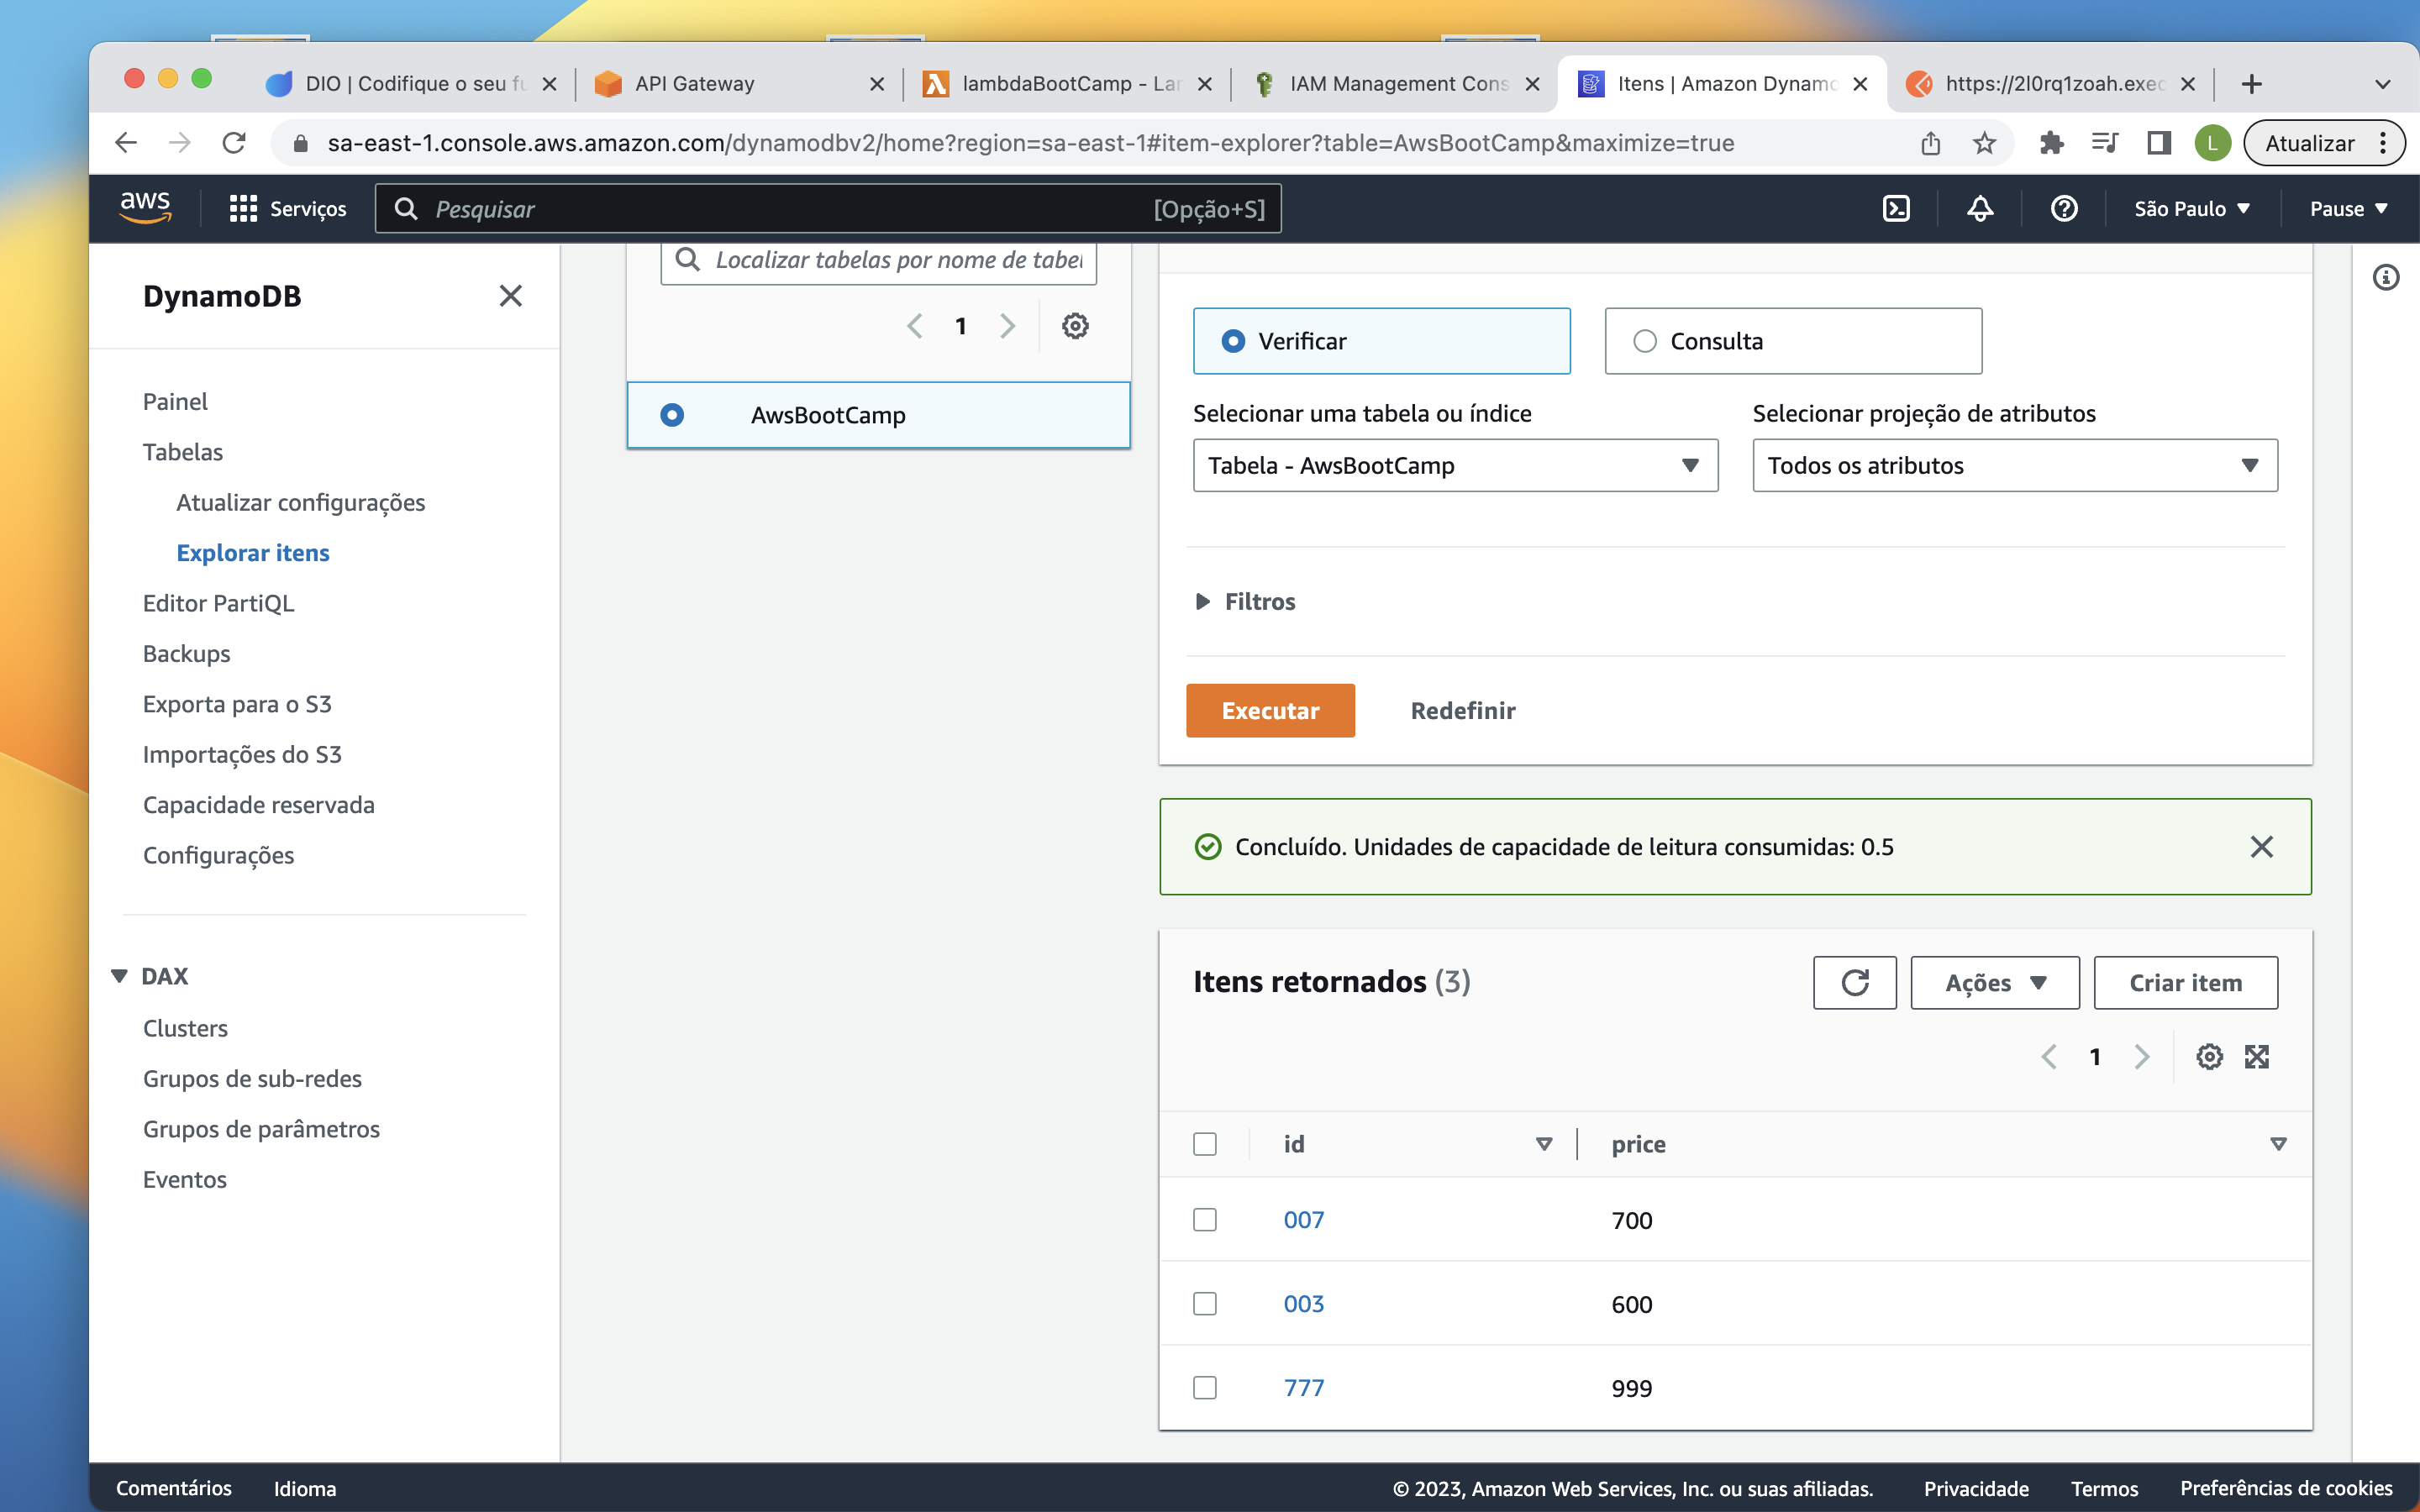 DIO | Codifique o seu fu
API Gateway
lambdaBootCamp - Lar
IAM Management Cons
Itens | Amazon Dynamo
https://2l0rq1zoah.exec
sa-east-1.console.aws.amazon.com/dynamodbv2/home?region=sa-east-1#item-explorer?table=AwsBootCamp&maximize=true
L
Atualizar
aws
Serviços
Pesquisar
[Opção+S]
São Paulo
Pause
DynamoDB
Painel
Tabelas
Atualizar configurações
Explorar itens
Editor PartiQL
Backups
Exporta para o S3
Importações do S3
Capacidade reservada
Configurações
DAX
Clusters
Grupos de sub-redes
Grupos de parâmetros
Eventos
Localizar tabelas por nome de tabel
1
AwsBootCamp
Verificar
Consulta
Selecionar uma tabela ou índice
Selecionar projeção de atributos
Tabela - AwsBootCamp
Todos os atributos
Filtros
Executar
Redefinir
Concluído. Unidades de capacidade de leitura consumidas: 0.5
Itens retornados (3)
Ações
Criar item
1
id price
007 700
003 600
777 999
Comentários
Idioma
© 2023, Amazon Web Services, Inc. ou suas afiliadas.
Privacidade
Termos
Preferências de cookies